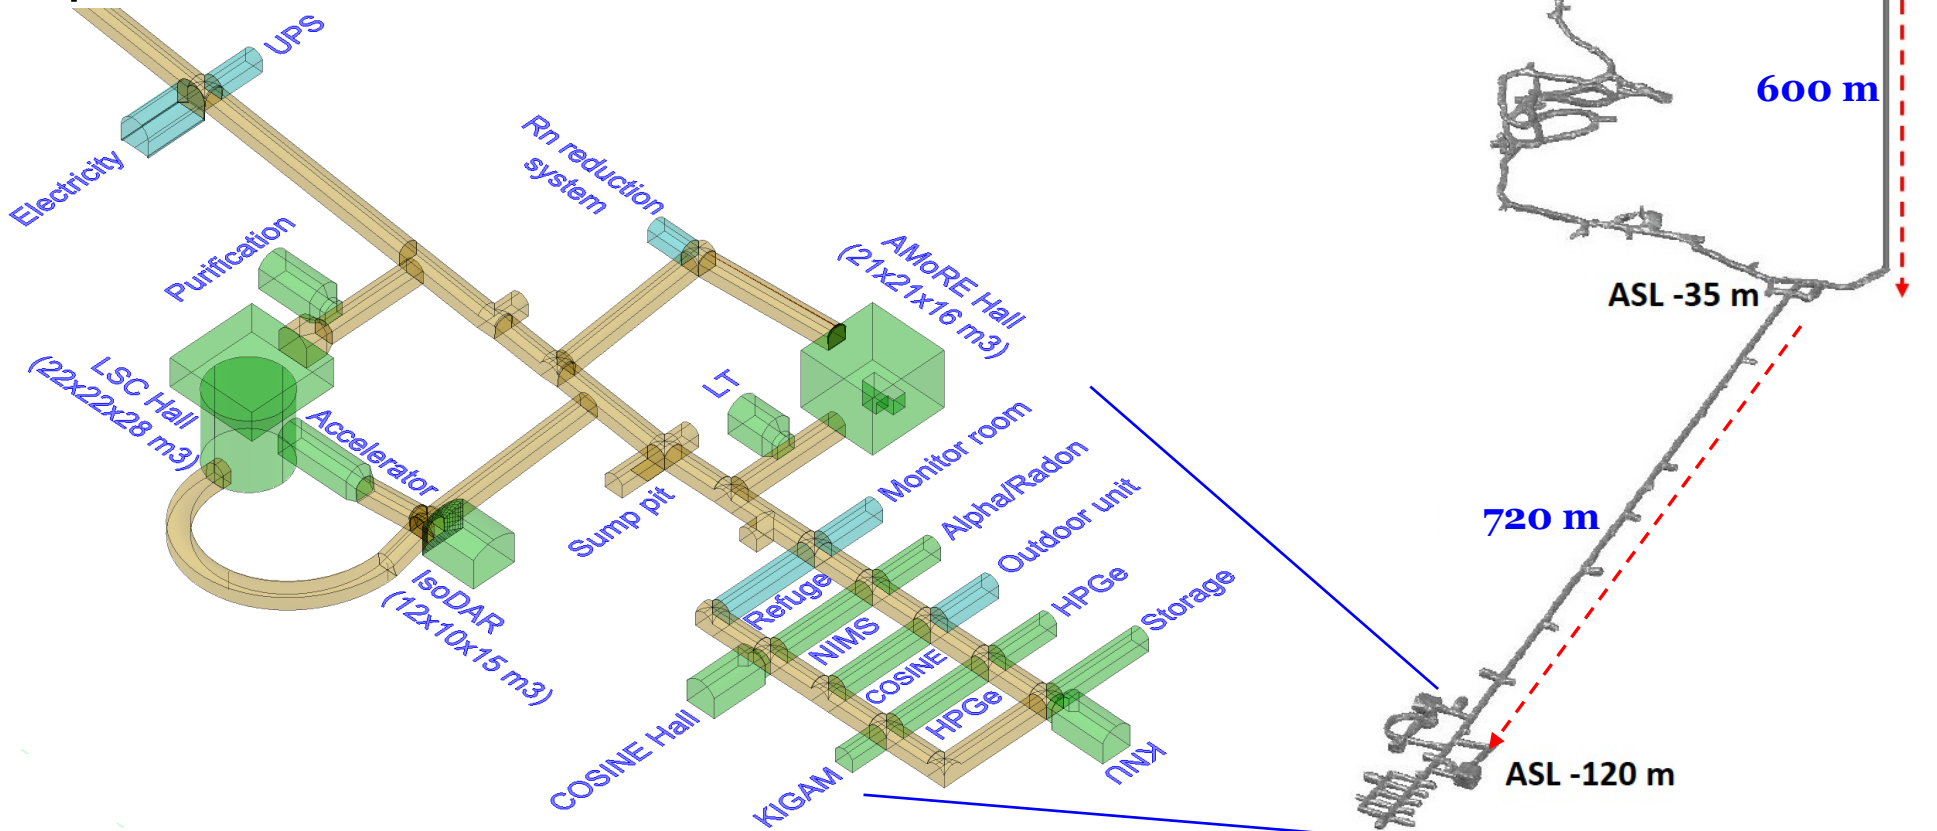 UPS
Electricity
Rn reduction
system
Purification
AMoRE Hall
(21x21x16 m3)
LSC Hall
(22x22x28 m3)
Accelerator
LT
Monitor room
Alpha/Radon
Outdoor unit
Sump pit
IsoDAR
(12x10x15 m3)
Refuge
NIMS
COSINE
HPGe
HPGe
Storage
COSINE Hall
KIGAM
KNU
600 m
ASL -35 m
720 m
ASL -120 m